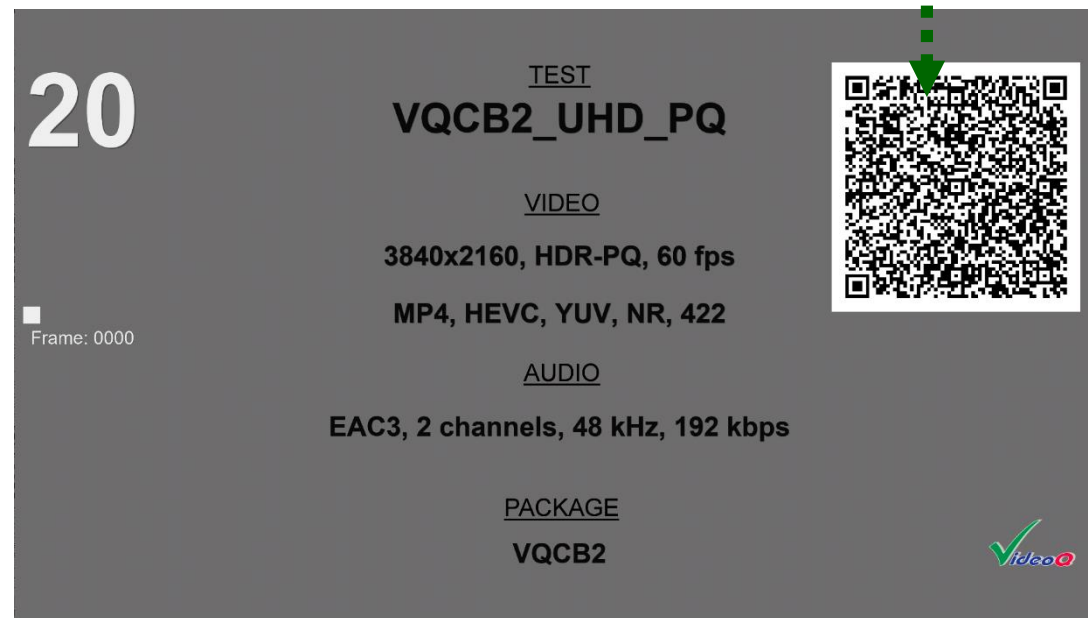 20
TEST
VQCB2_UHD_PQ
VIDEO
3840x2160, HDR-PQ, 60 fps
MP4, HEVC, YUV, NR, 422
Frame: 0000
AUDIO
EAC3, 2 channels, 48 kHz, 192 kbps
PACKAGE
VQCB2
VideoQ